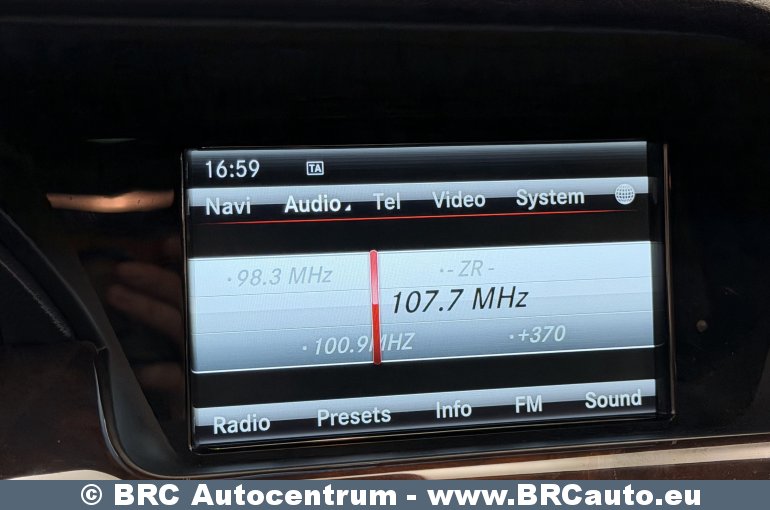 16:59 TA
Navi Audio Tel Video System
·98.3 MHz ·- ZR -
107.7 MHz
·100.9MHZ ·+370
Radio Presets Info FM Sound
© BRC Autocentrum - www.BRCauto.eu